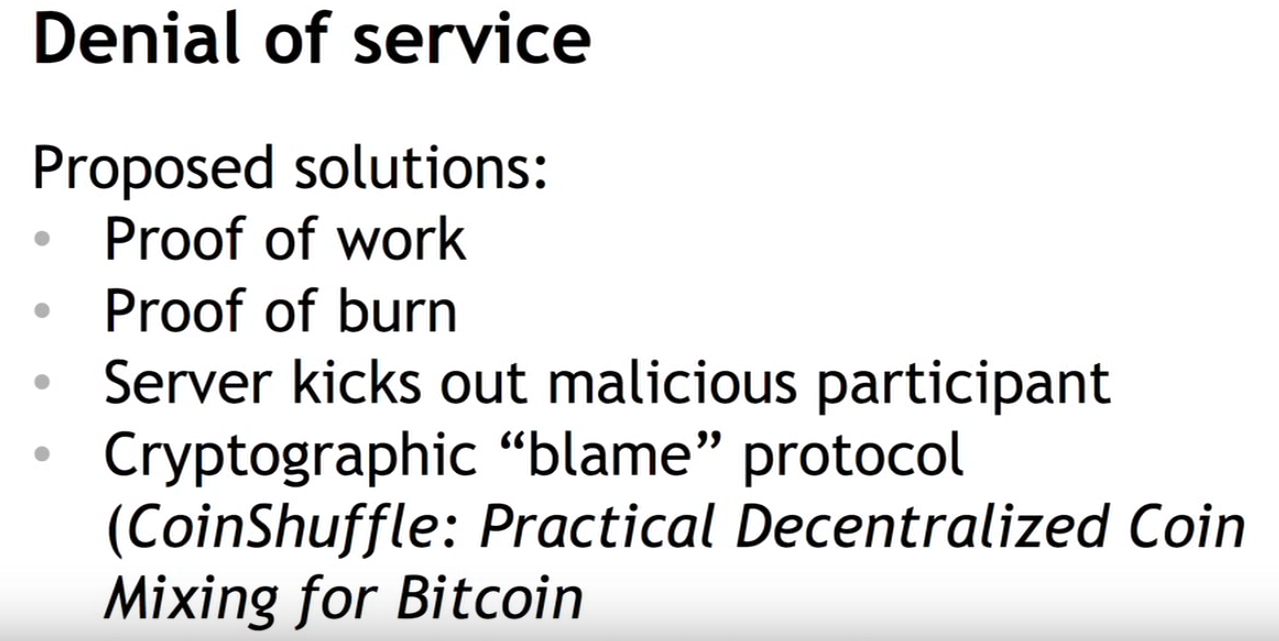 Denial of service
Proposed solutions:
• Proof of work
• Proof of burn
• Server kicks out malicious participant
• Cryptographic “blame” protocol
(CoinShuffle: Practical Decentralized Coin
Mixing for Bitcoin